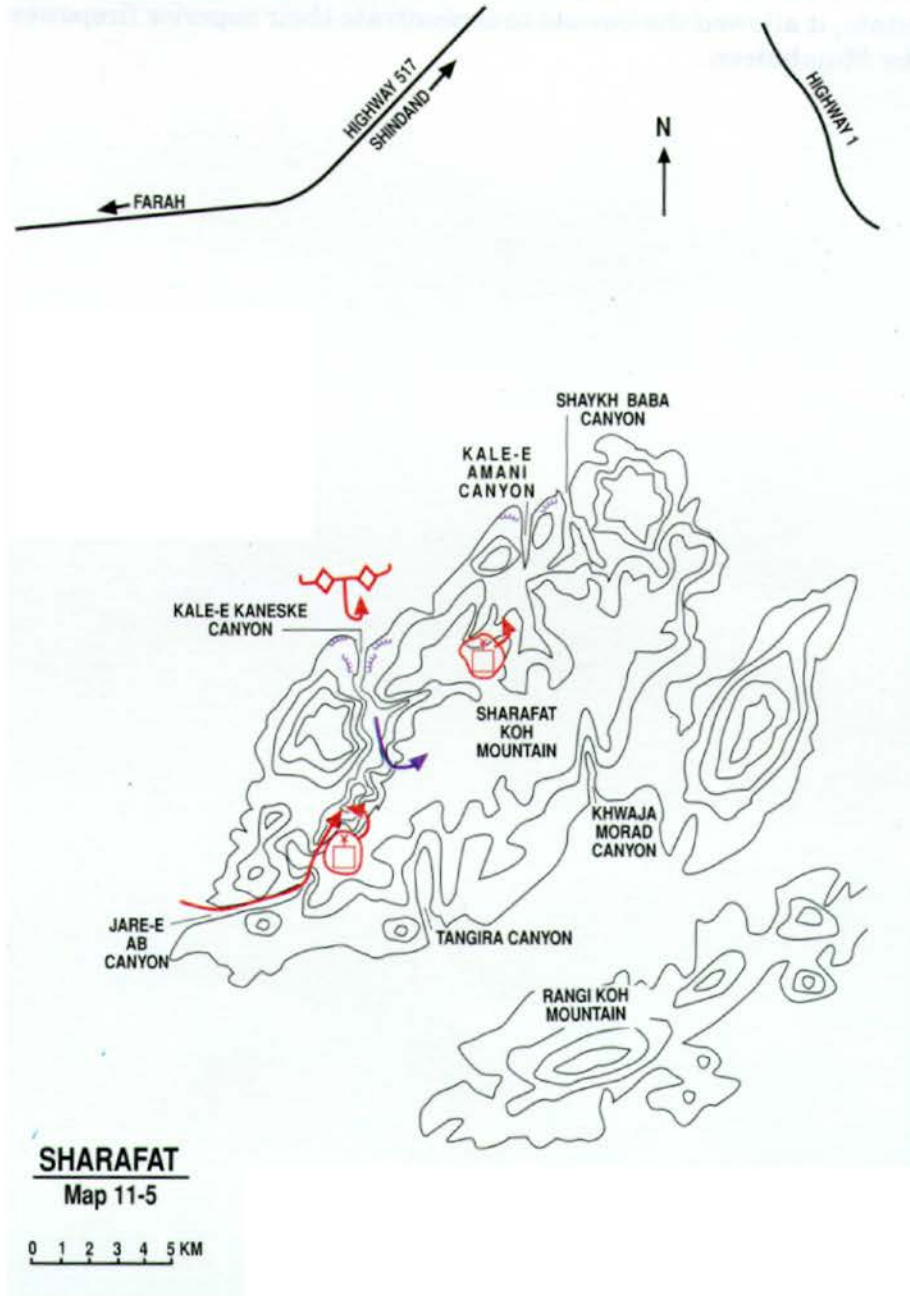 HIGHWAY 517
SHINDAND
HIGHWAY 1
N
FARAH
SHAYKH BABA
CANYON
KALE-E
AMANI
CANYON
KALE-E KANESKE
CANYON
SHARAFAT
KOH
MOUNTAIN
KHWAJA
MORAD
CANYON
JARE-E
AB
CANYON
TANGIRA CANYON
RANGI KOH
MOUNTAIN
SHARAFAT
Map 11-5
0 1 2 3 4 5 KM